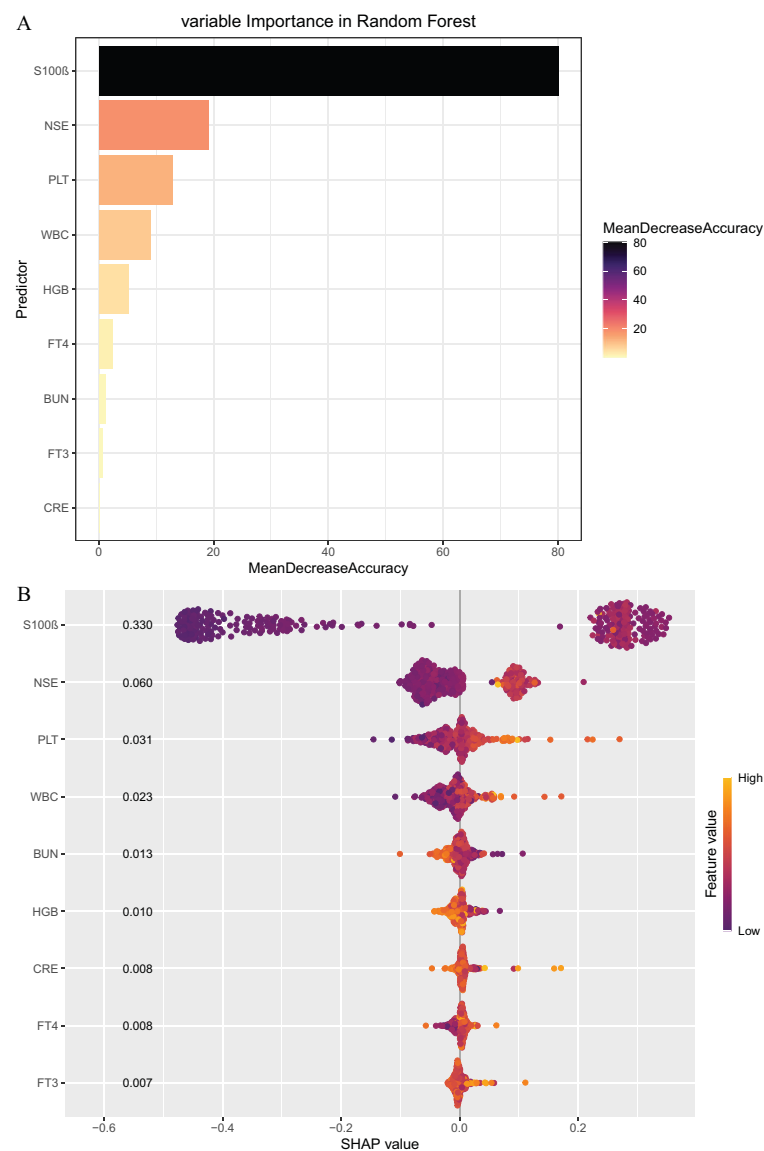 A
variable Importance in Random Forest
S100ß
NSE
PLT
WBC
HGB
FT4
BUN
FT3
CRE
Predictor
0 20 40 60 80
MeanDecreaseAccuracy
MeanDecreaseAccuracy
80
60
40
20
B
S100ß 0.330
NSE 0.060
PLT 0.031
WBC 0.023
BUN 0.013
HGB 0.010
CRE 0.008
FT4 0.008
FT3 0.007
−0.6 −0.4 −0.2 0.0 0.2
SHAP value
Feature value
High
Low